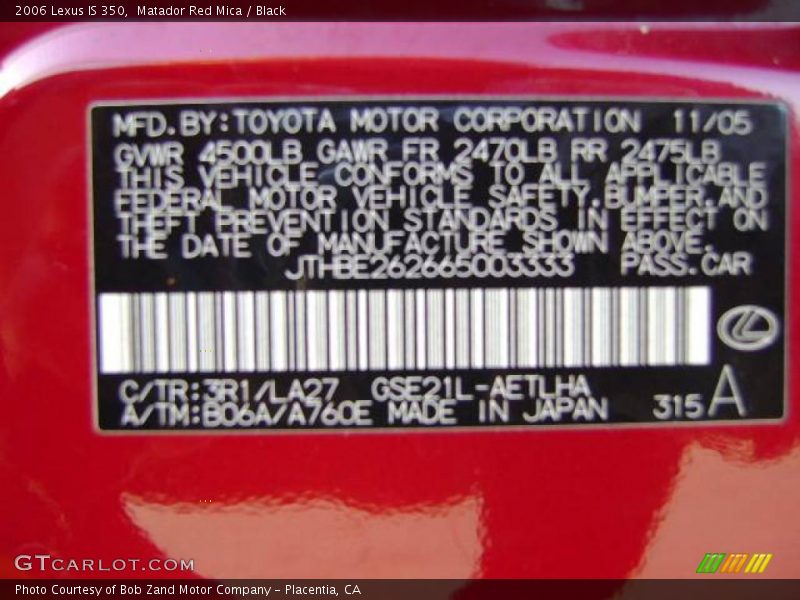 2006 Lexus IS 350, Matador Red Mica / Black
MFD.BY:TOYOTA MOTOR CORPORATION 11/05
GVWR 4500LB GAWR FR 2470LB RR 2475LB
THIS VEHICLE CONFORMS TO ALL APPLICABLE
FEDERAL MOTOR VEHICLE SAFETY,BUMPER,AND
THEFT PREVENTION STANDARDS IN EFFECT ON
THE DATE OF MANUFACTURE SHOWN ABOVE.
JTHBE262665003333 PASS.CAR
C/TR:3R1/LA27 GSE21L-AETLHA
A/TM:B06A/A760E MADE IN JAPAN 315 A
GTCARLOT.COM
Photo Courtesy of Bob Zand Motor Company - Placentia, CA